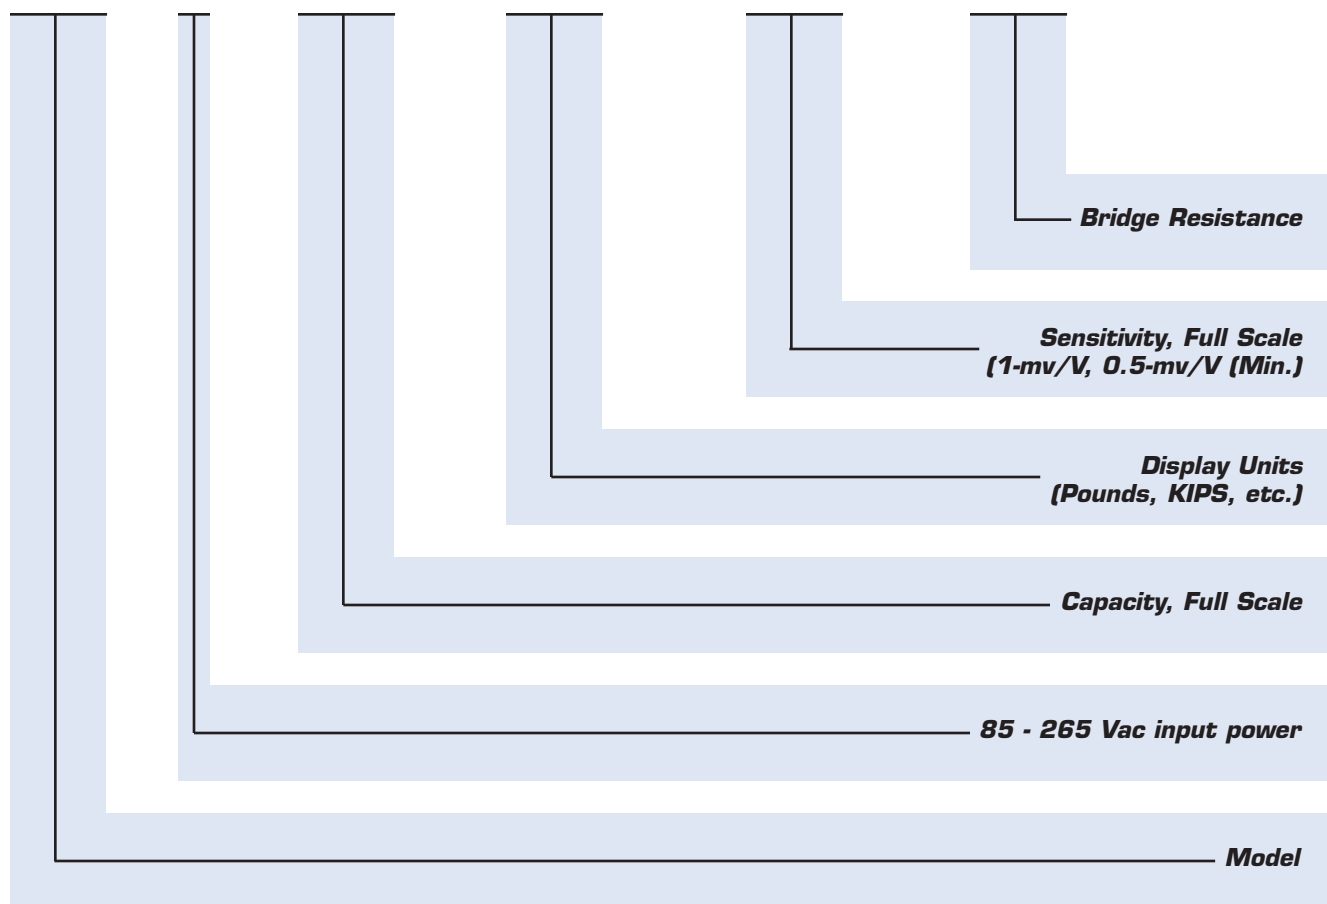 Bridge Resistance
Sensitivity, Full Scale
(1-mv/V, 0.5-mv/V (Min.)
Display Units
(Pounds, KIPS, etc.)
Capacity, Full Scale
85 - 265 Vac input power
Model